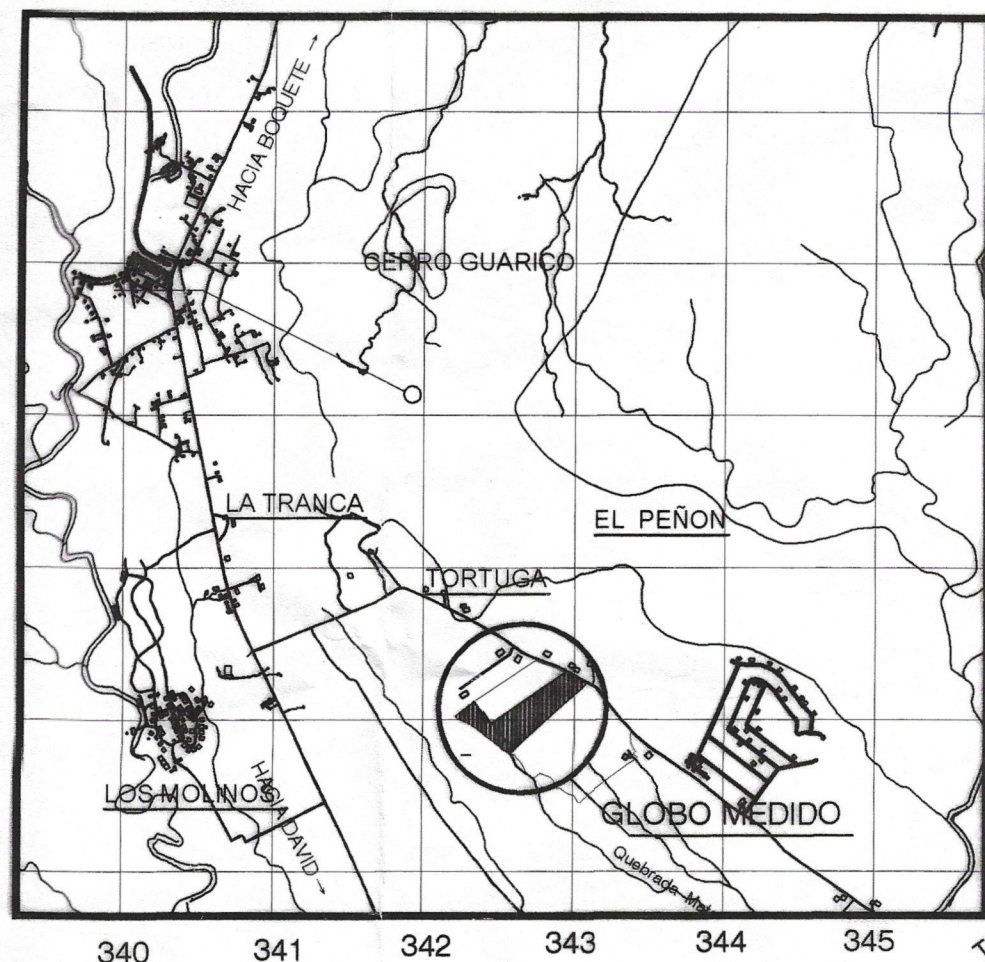 HACIA BOQUETE →
CERRO GUARICO
LA TRANCA
EL PEÑON
TORTUGA
LOS MOLINOS
HACIA DAVID →
GLOBO MEDIDO
Quebrada
340 341 342 343 344 345